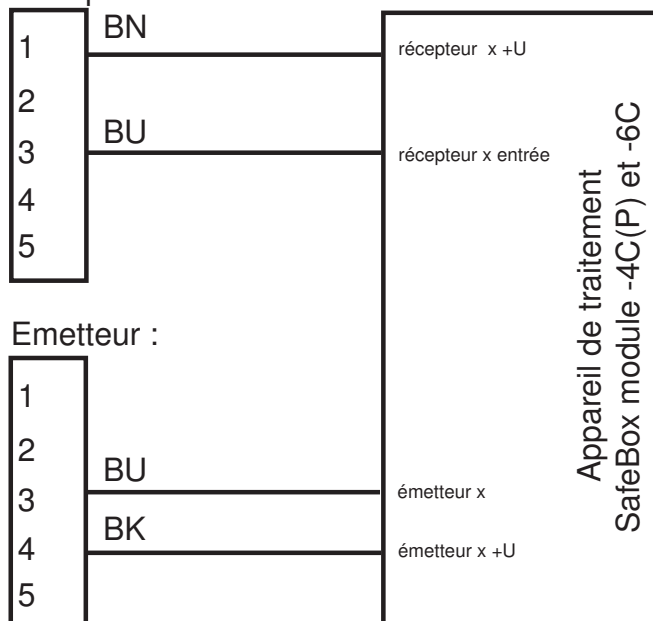 1
BN
récepteur x +U
2
BU
3
récepteur x entrée
4
5
Emetteur :
1
2
BU
3
émetteur x
BK
4
émetteur x +U
5
Appareil de traitement
SafeBox module -4C(P) et -6C